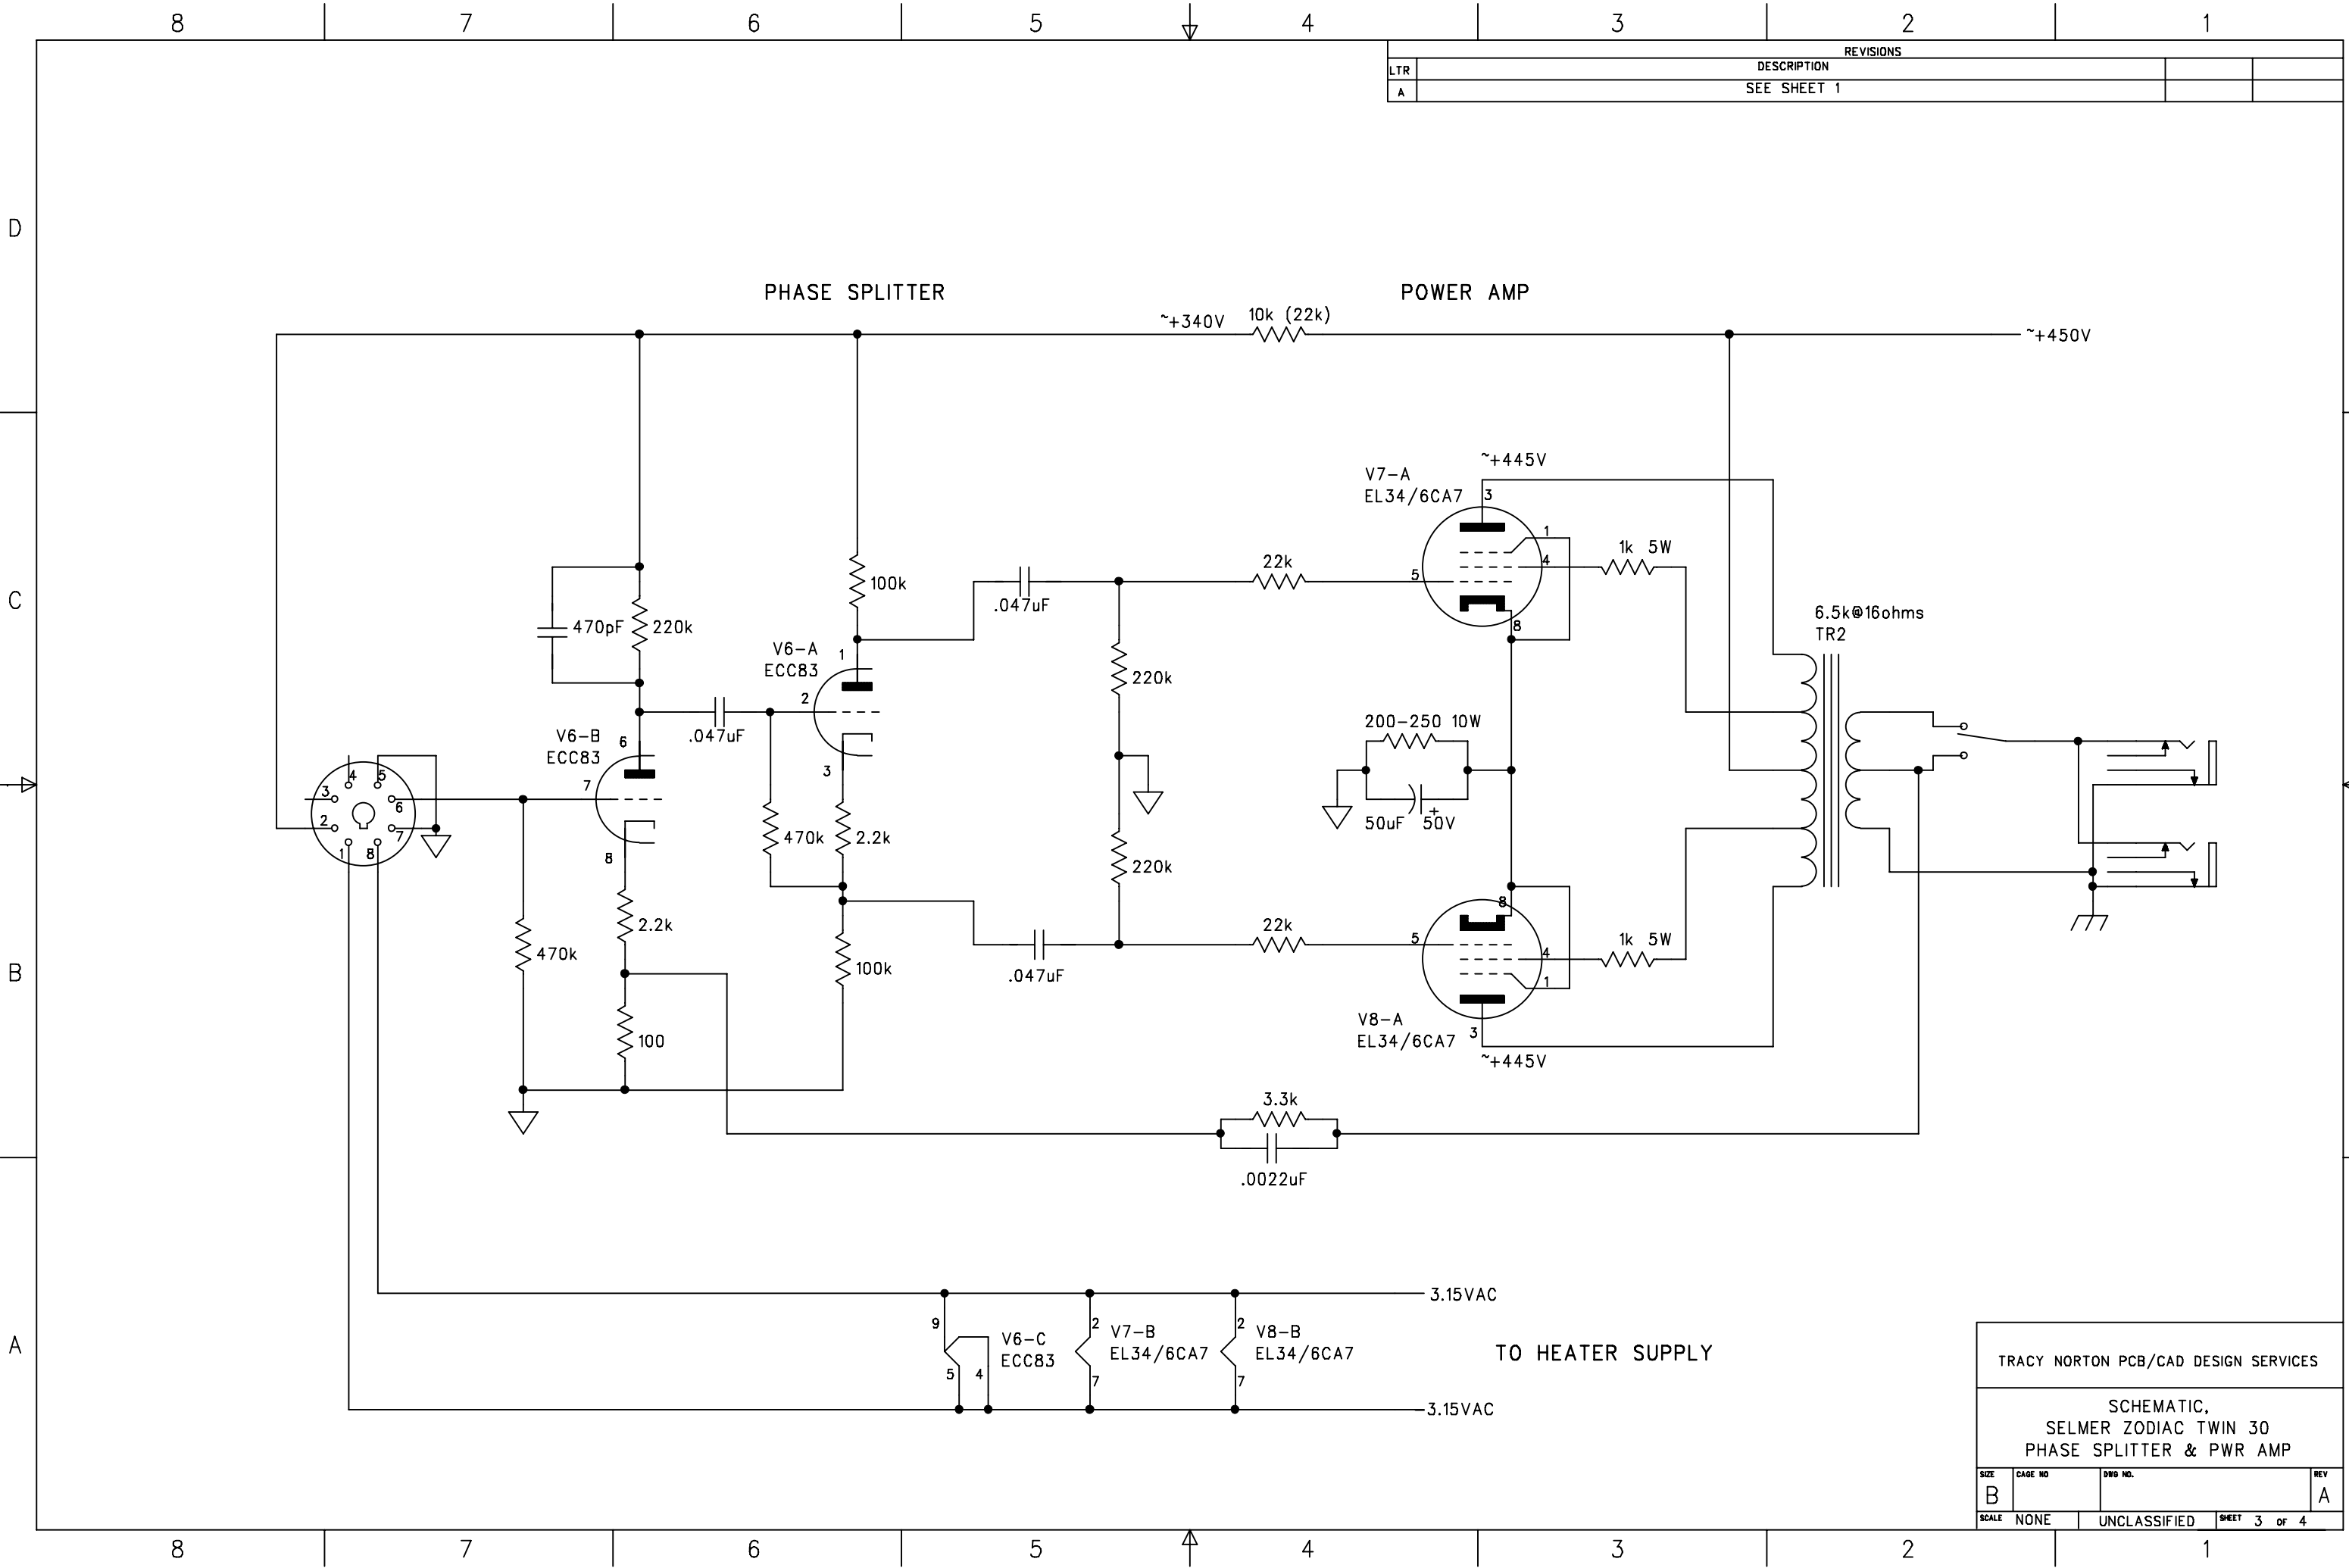 8 7 6 5 4 3 2 1
REVISIONS
LTR DESCRIPTION
A SEE SHEET 1
D
PHASE SPLITTER
POWER AMP
~+340V
10k (22k)
~+450V
C
470pF
220k
100k
V6-A
ECC83
1
2
3
.047uF
V6-B
ECC83
6
7
8
4
5
3
6
2
7
1
8
470k
2.2k
470k
2.2k
100
100k
.047uF
.047uF
220k
220k
22k
22k
V7-A
EL34/6CA7
~+445V
3
1
4
5
8
1k 5W
200-250 10W
50uF
+
50V
6.5k@16ohms
TR2
8
5
4
1
3
1k 5W
V8-A
EL34/6CA7
~+445V
B
3.3k
.0022uF
A
3.15VAC
9
5
4
V6-C
ECC83
2
V7-B
EL34/6CA7
7
2
V8-B
EL34/6CA7
7
3.15VAC
TO HEATER SUPPLY
TRACY NORTON PCB/CAD DESIGN SERVICES
SCHEMATIC,
SELMER ZODIAC TWIN 30
PHASE SPLITTER & PWR AMP
SIZE CAGE NO DWG NO. REV
B A
SCALE NONE UNCLASSIFIED SHEET 3 OF 4
8 7 6 5 4 3 2 1